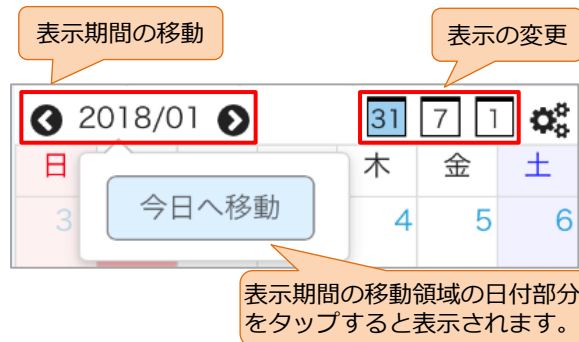 表示期間の移動
表示の変更
2018/01
31 7 1
日 木 金 土
今日へ移動
3 4 5 6
表示期間の移動領域の日付部分
をタップすると表示されます。